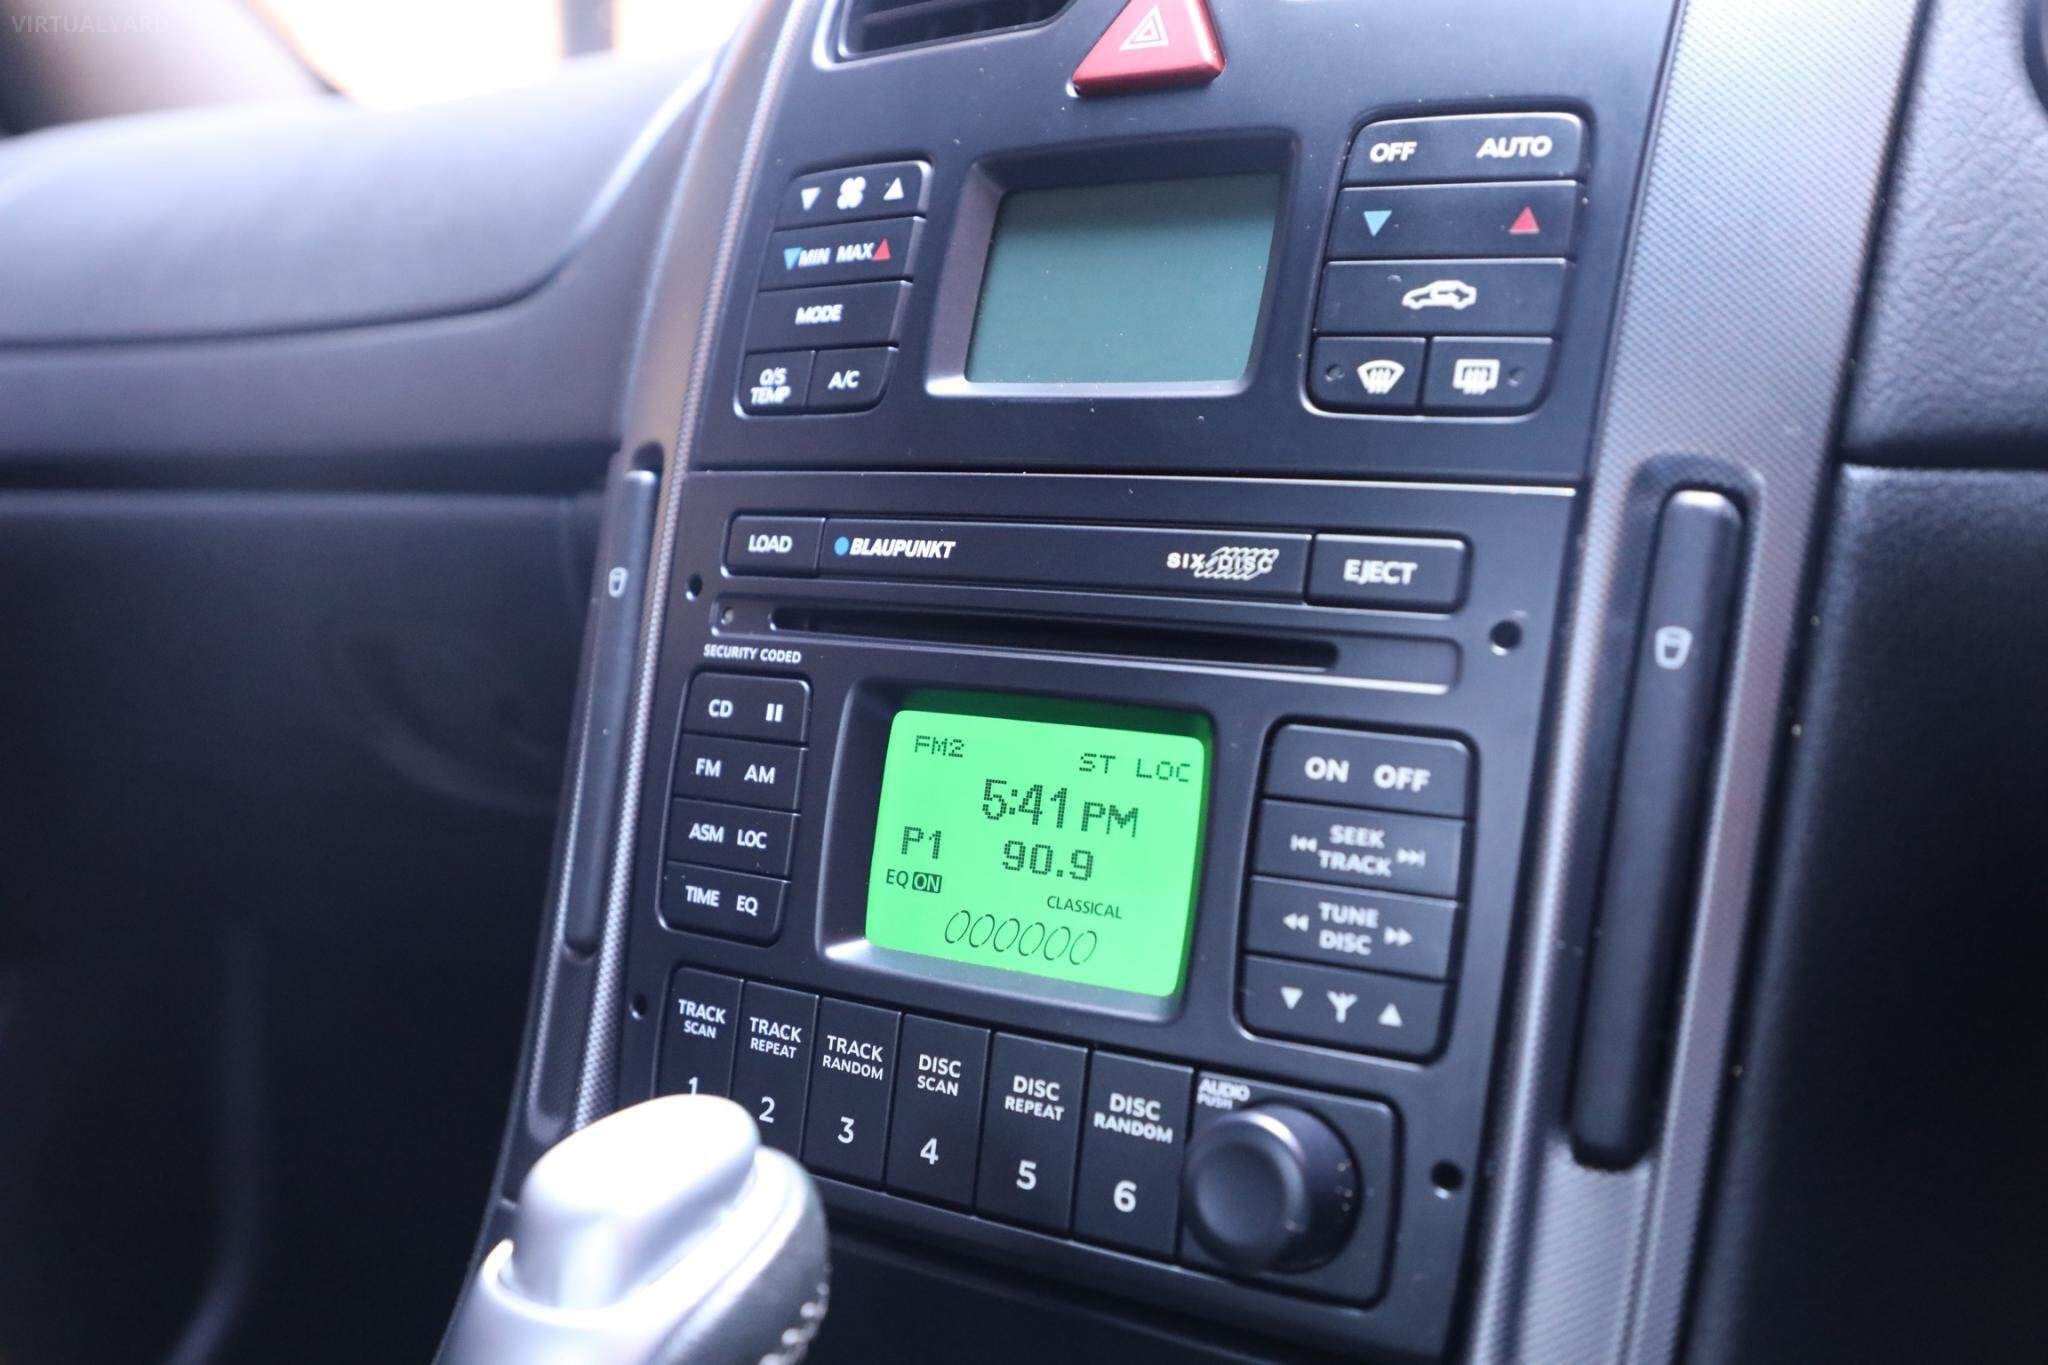 VIRTUALYARD
OFF AUTO
MIN MAX
MODE
O/S TEMP A/C
LOAD BLAUPUNKT SIX DISC EJECT
SECURITY CODED
CD
FM AM
ASM LOC
TIME EQ
FM2 ST LOC
5:41 PM
P1 90.9
EQ ON
CLASSICAL
ON OFF
SEEK
TRACK
TUNE
DISC
TRACK SCAN
1
TRACK REPEAT
2
TRACK RANDOM
3
DISC SCAN
4
DISC REPEAT
5
DISC RANDOM
6
AUDIO
PUSH